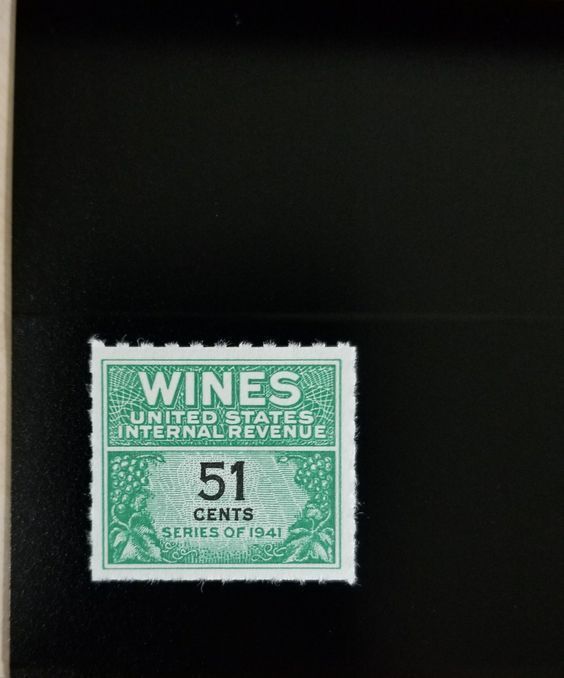 WINES
UNITED STATES
INTERNAL REVENUE
51
CENTS
SERIES OF 1941